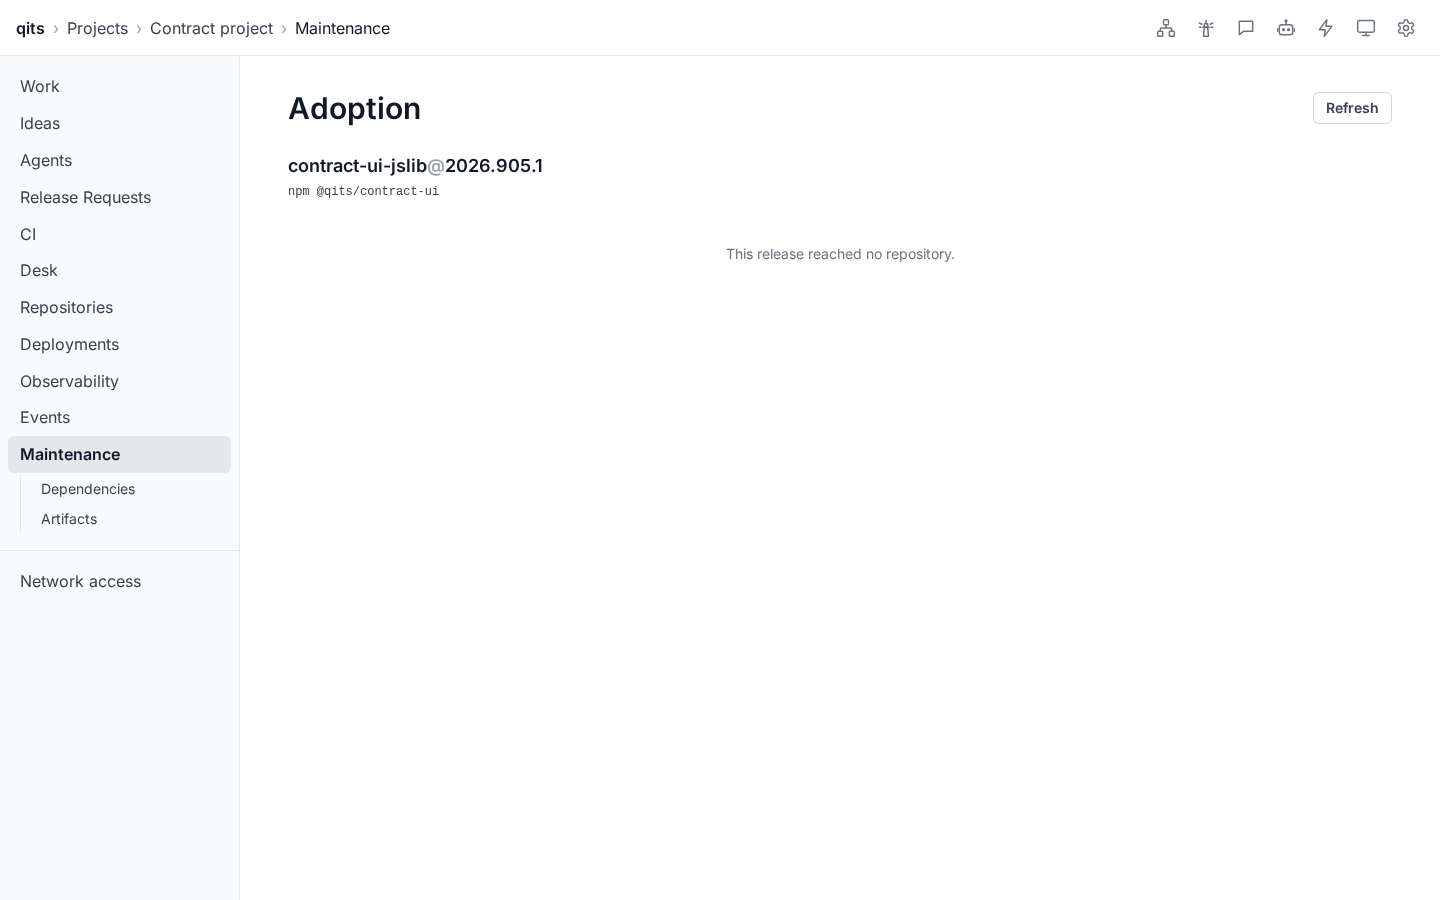 qits › Projects › Contract project › Maintenance
Work
Ideas
Agents
Release Requests
CI
Desk
Repositories
Deployments
Observability
Events
Maintenance
Dependencies
Artifacts
Network access
Adoption
Refresh
contract-ui-jslib@2026.905.1
npm @qits/contract-ui
This release reached no repository.